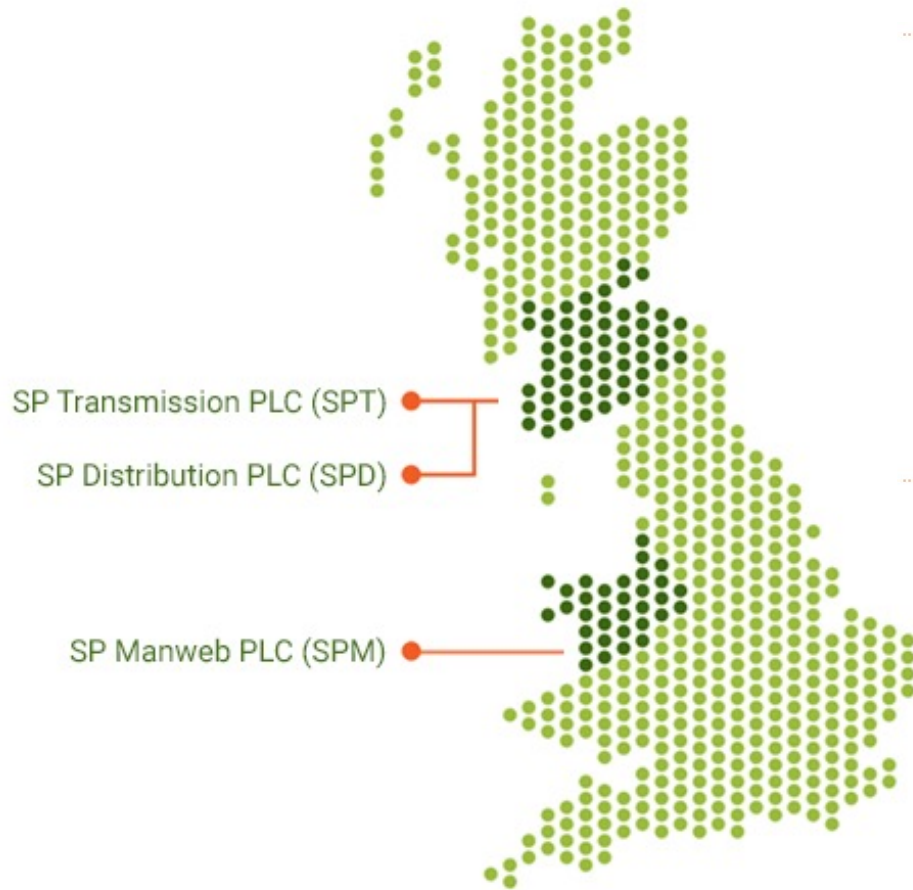 SP Transmission PLC (SPT)
SP Distribution PLC (SPD)
SP Manweb PLC (SPM)